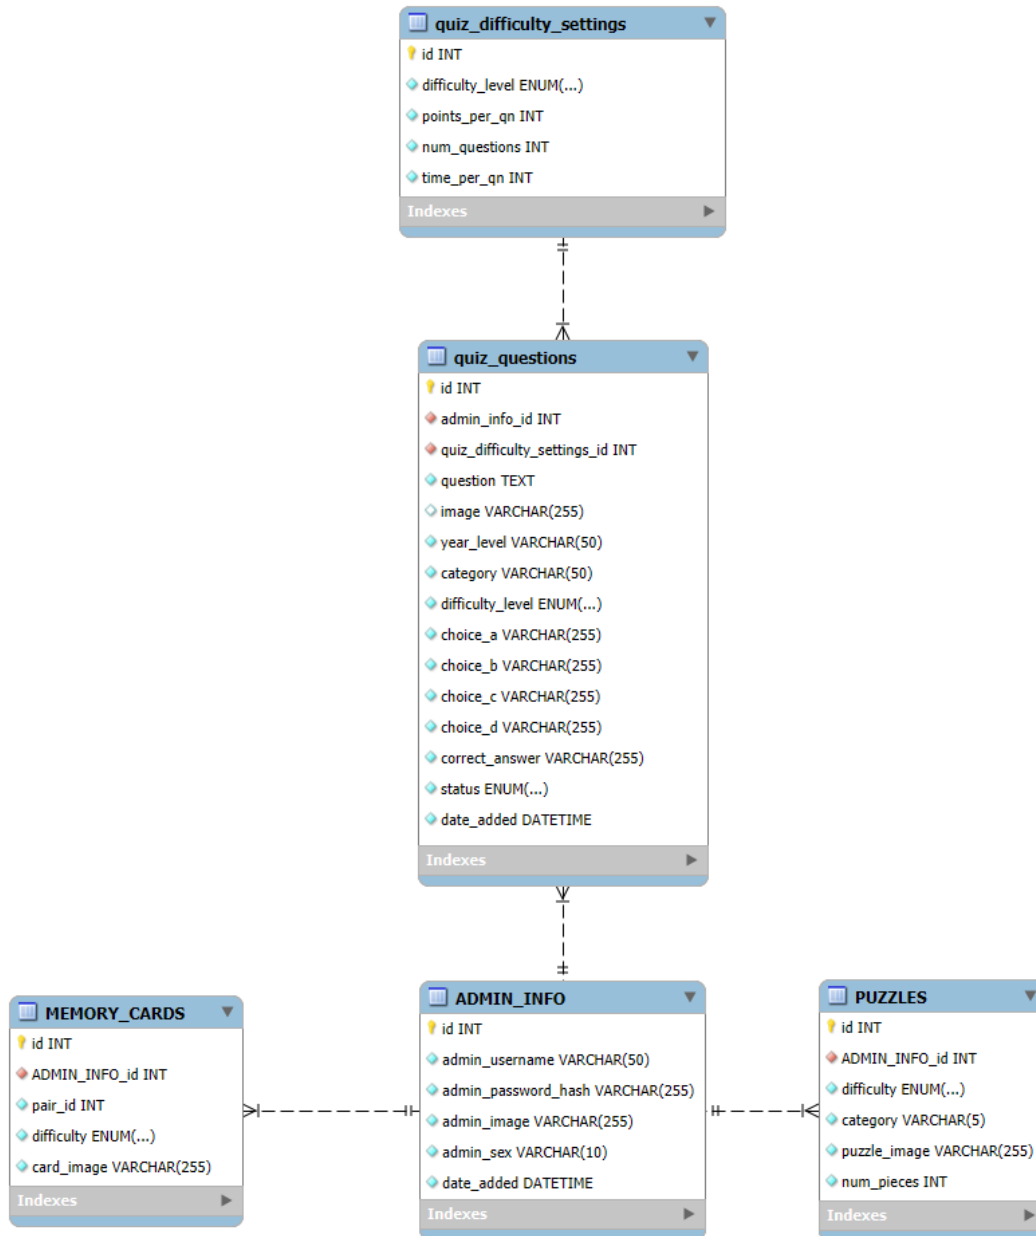 quiz_difficulty_settings
id INT
difficulty_level ENUM(...)
points_per_qn INT
num_questions INT
time_per_qn INT
Indexes
quiz_questions
id INT
admin_info_id INT
quiz_difficulty_settings_id INT
question TEXT
image VARCHAR(255)
year_level VARCHAR(50)
category VARCHAR(50)
difficulty_level ENUM(...)
choice_a VARCHAR(255)
choice_b VARCHAR(255)
choice_c VARCHAR(255)
choice_d VARCHAR(255)
correct_answer VARCHAR(255)
status ENUM(...)
date_added DATETIME
Indexes
MEMORY_CARDS
id INT
ADMIN_INFO_id INT
pair_id INT
difficulty ENUM(...)
card_image VARCHAR(255)
Indexes
ADMIN_INFO
id INT
admin_username VARCHAR(50)
admin_password_hash VARCHAR(255)
admin_image VARCHAR(255)
admin_sex VARCHAR(10)
date_added DATETIME
Indexes
PUZZLES
id INT
ADMIN_INFO_id INT
difficulty ENUM(...)
category VARCHAR(5)
puzzle_image VARCHAR(255)
num_pieces INT
Indexes